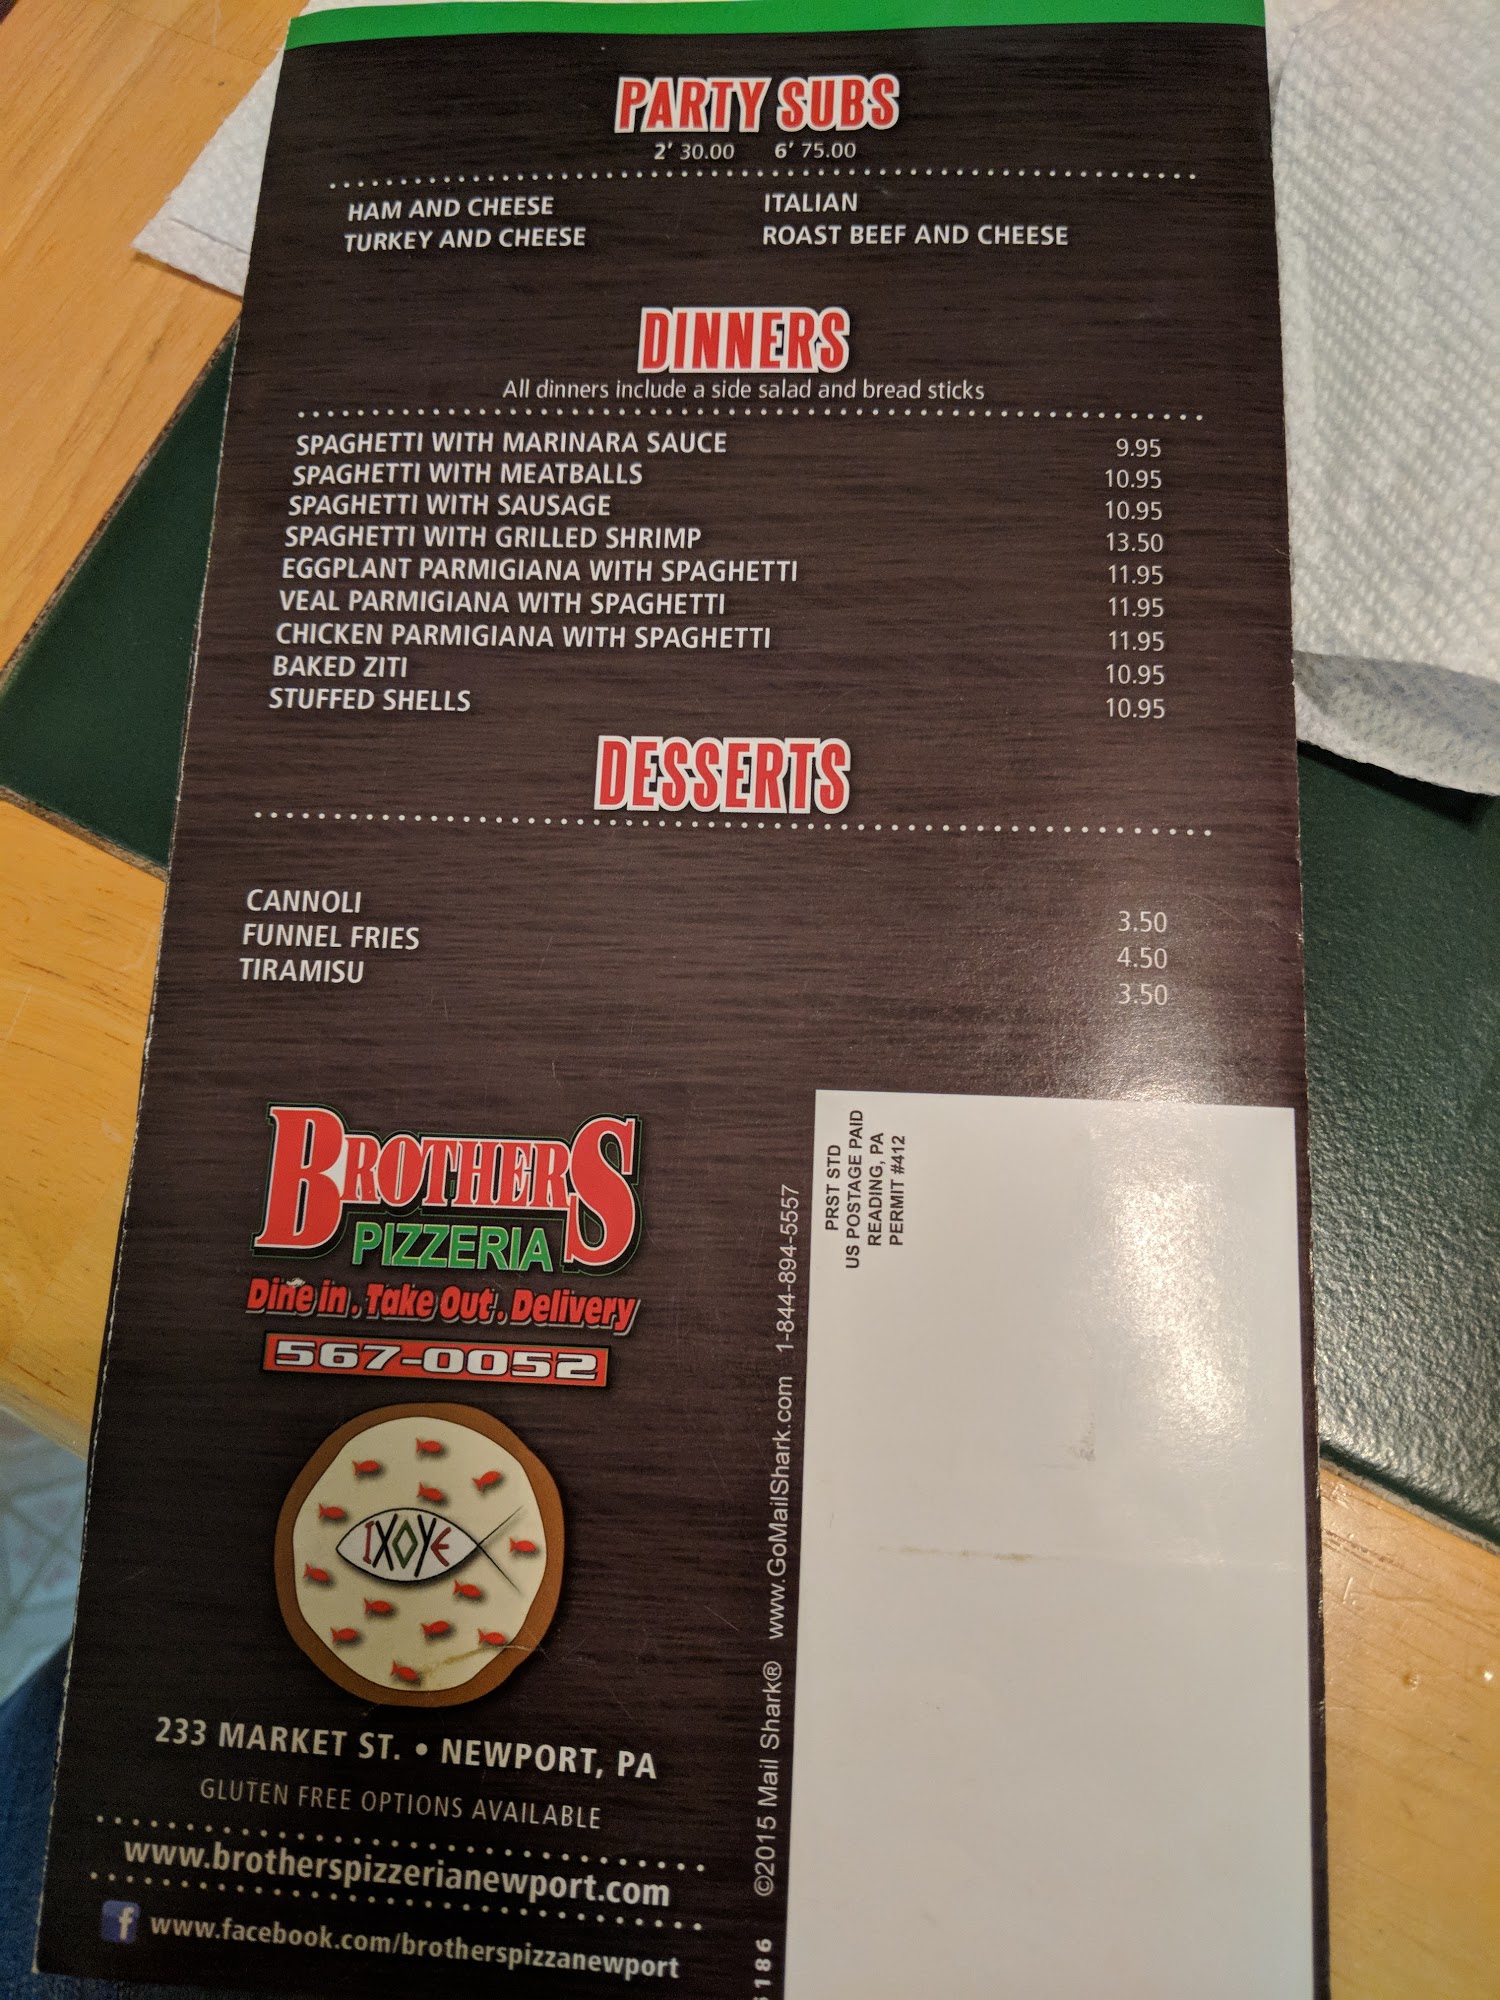 PARTY SUBS
2' 30.00 6' 75.00
HAM AND CHEESE ITALIAN
TURKEY AND CHEESE ROAST BEEF AND CHEESE
DINNERS
All dinners include a side salad and bread sticks
SPAGHETTI WITH MARINARA SAUCE 9.95
SPAGHETTI WITH MEATBALLS 10.95
SPAGHETTI WITH SAUSAGE 10.95
SPAGHETTI WITH GRILLED SHRIMP 13.50
EGGPLANT PARMIGIANA WITH SPAGHETTI 11.95
VEAL PARMIGIANA WITH SPAGHETTI 11.95
CHICKEN PARMIGIANA WITH SPAGHETTI 11.95
BAKED ZITI 10.95
STUFFED SHELLS 10.95
DESSERTS
CANNOLI 3.50
FUNNEL FRIES 4.50
TIRAMISU 3.50
BROTHERS
PIZZERIA
Dine in . Take Out . Delivery
567-0052
IXOYE
233 MARKET ST. • NEWPORT, PA
GLUTEN FREE OPTIONS AVAILABLE
www.brotherspizzerianewport.com
f www.facebook.com/brotherspizzanewport
186 ©2015 Mail Shark® www.GoMailShark.com 1-844-894-5557
PRST STD
US POSTAGE PAID
READING, PA
PERMIT #412